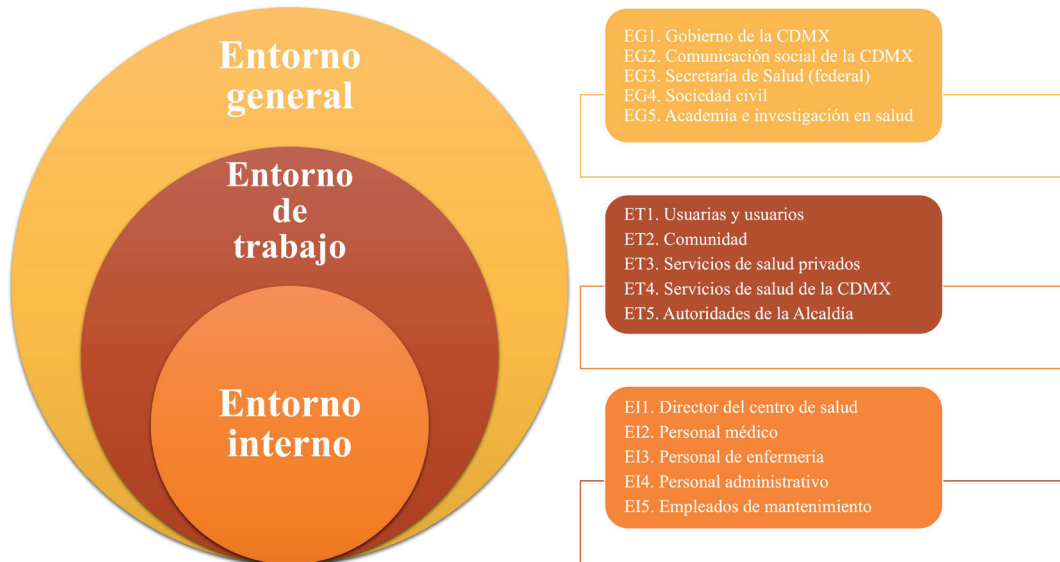 Entorno
general
Entorno
de
trabajo
Entorno
interno
EG1. Gobierno de la CDMX
EG2. Comunicación social de la CDMX
EG3. Secretaría de Salud (federal)
EG4. Sociedad civil
EG5. Academia e investigación en salud
ET1. Usuarias y usuarios
ET2. Comunidad
ET3. Servicios de salud privados
ET4. Servicios de salud de la CDMX
ET5. Autoridades de la Alcaldía
EI1. Director del centro de salud
EI2. Personal médico
EI3. Personal de enfermeria
EI4. Personal administrativo
EI5. Empleados de mantenimiento